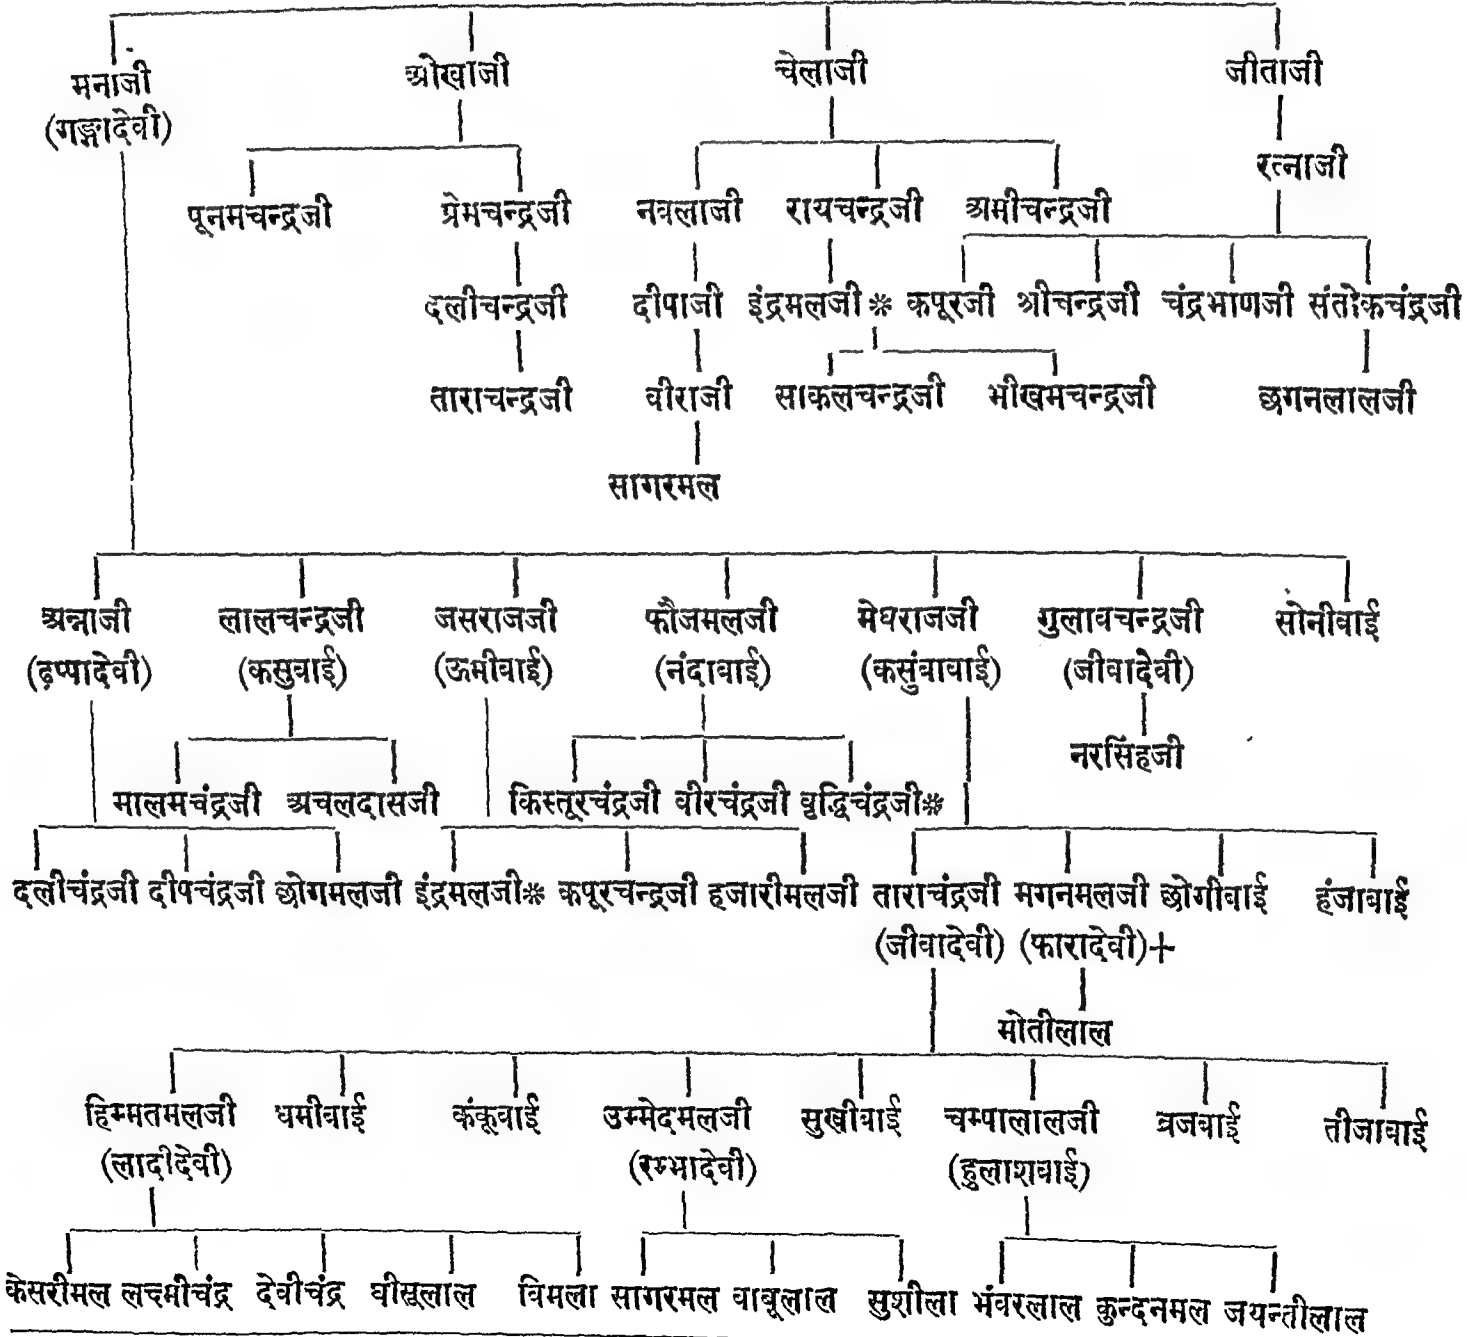 मनाजी ओखाजी चेलाजी जीताजी
(गङ्गादेवी)
रत्नाजी
पूनमचन्द्रजी प्रेमचन्द्रजी नवलाजी रायचन्द्रजी अमीचन्द्रजी
दलीचन्द्रजी दीपाजी इंद्रमलजी* कपूरजी श्रीचन्द्रजी चंद्रभाणजी संतोकचंद्रजी
ताराचन्द्रजी वीराजी साकलचन्द्रजी भीखमचन्द्रजी छगनलालजी
सागरमल
अन्नाजी लालचन्द्रजी जसराजजी फौजमलजी मेघराजजी गुलावचन्द्रजी सोनीवाई
(ढ़प्पादेवी) (कसुवाई) (ऊमीवाई) (नंदावाई) (कसुंवावाई) (जीवादेवी)
नरसिंहजी
मालमचंद्रजी अचलदासजी किस्तूरचंद्रजी वीरचंद्रजी वृद्धिचंद्रजी*
दलीचंद्रजी दीपचंद्रजी छोगमलजी इंद्रमलजी* कपूरचन्द्रजी हजारीमलजी ताराचंद्रजी मगनमलजी छोगीवाई हंजावाई
(जीवादेवी) (फारादेवी)+
मोतीलाल
हिम्मतमलजी धमीवाई कंकूवाई उम्मेदमलजी सुखीवाई चम्पालालजी व्रजवाई तीजावाई
(लादीदेवी) (रम्भादेवी) (हुलाशवाई)
केसरीमल लक्ष्मीचंद्र देवीचंद्र घीसूलाल विमला सागरमल वावूलाल सुशीला भंवरलाल कुन्दनमल जयन्तीलाल